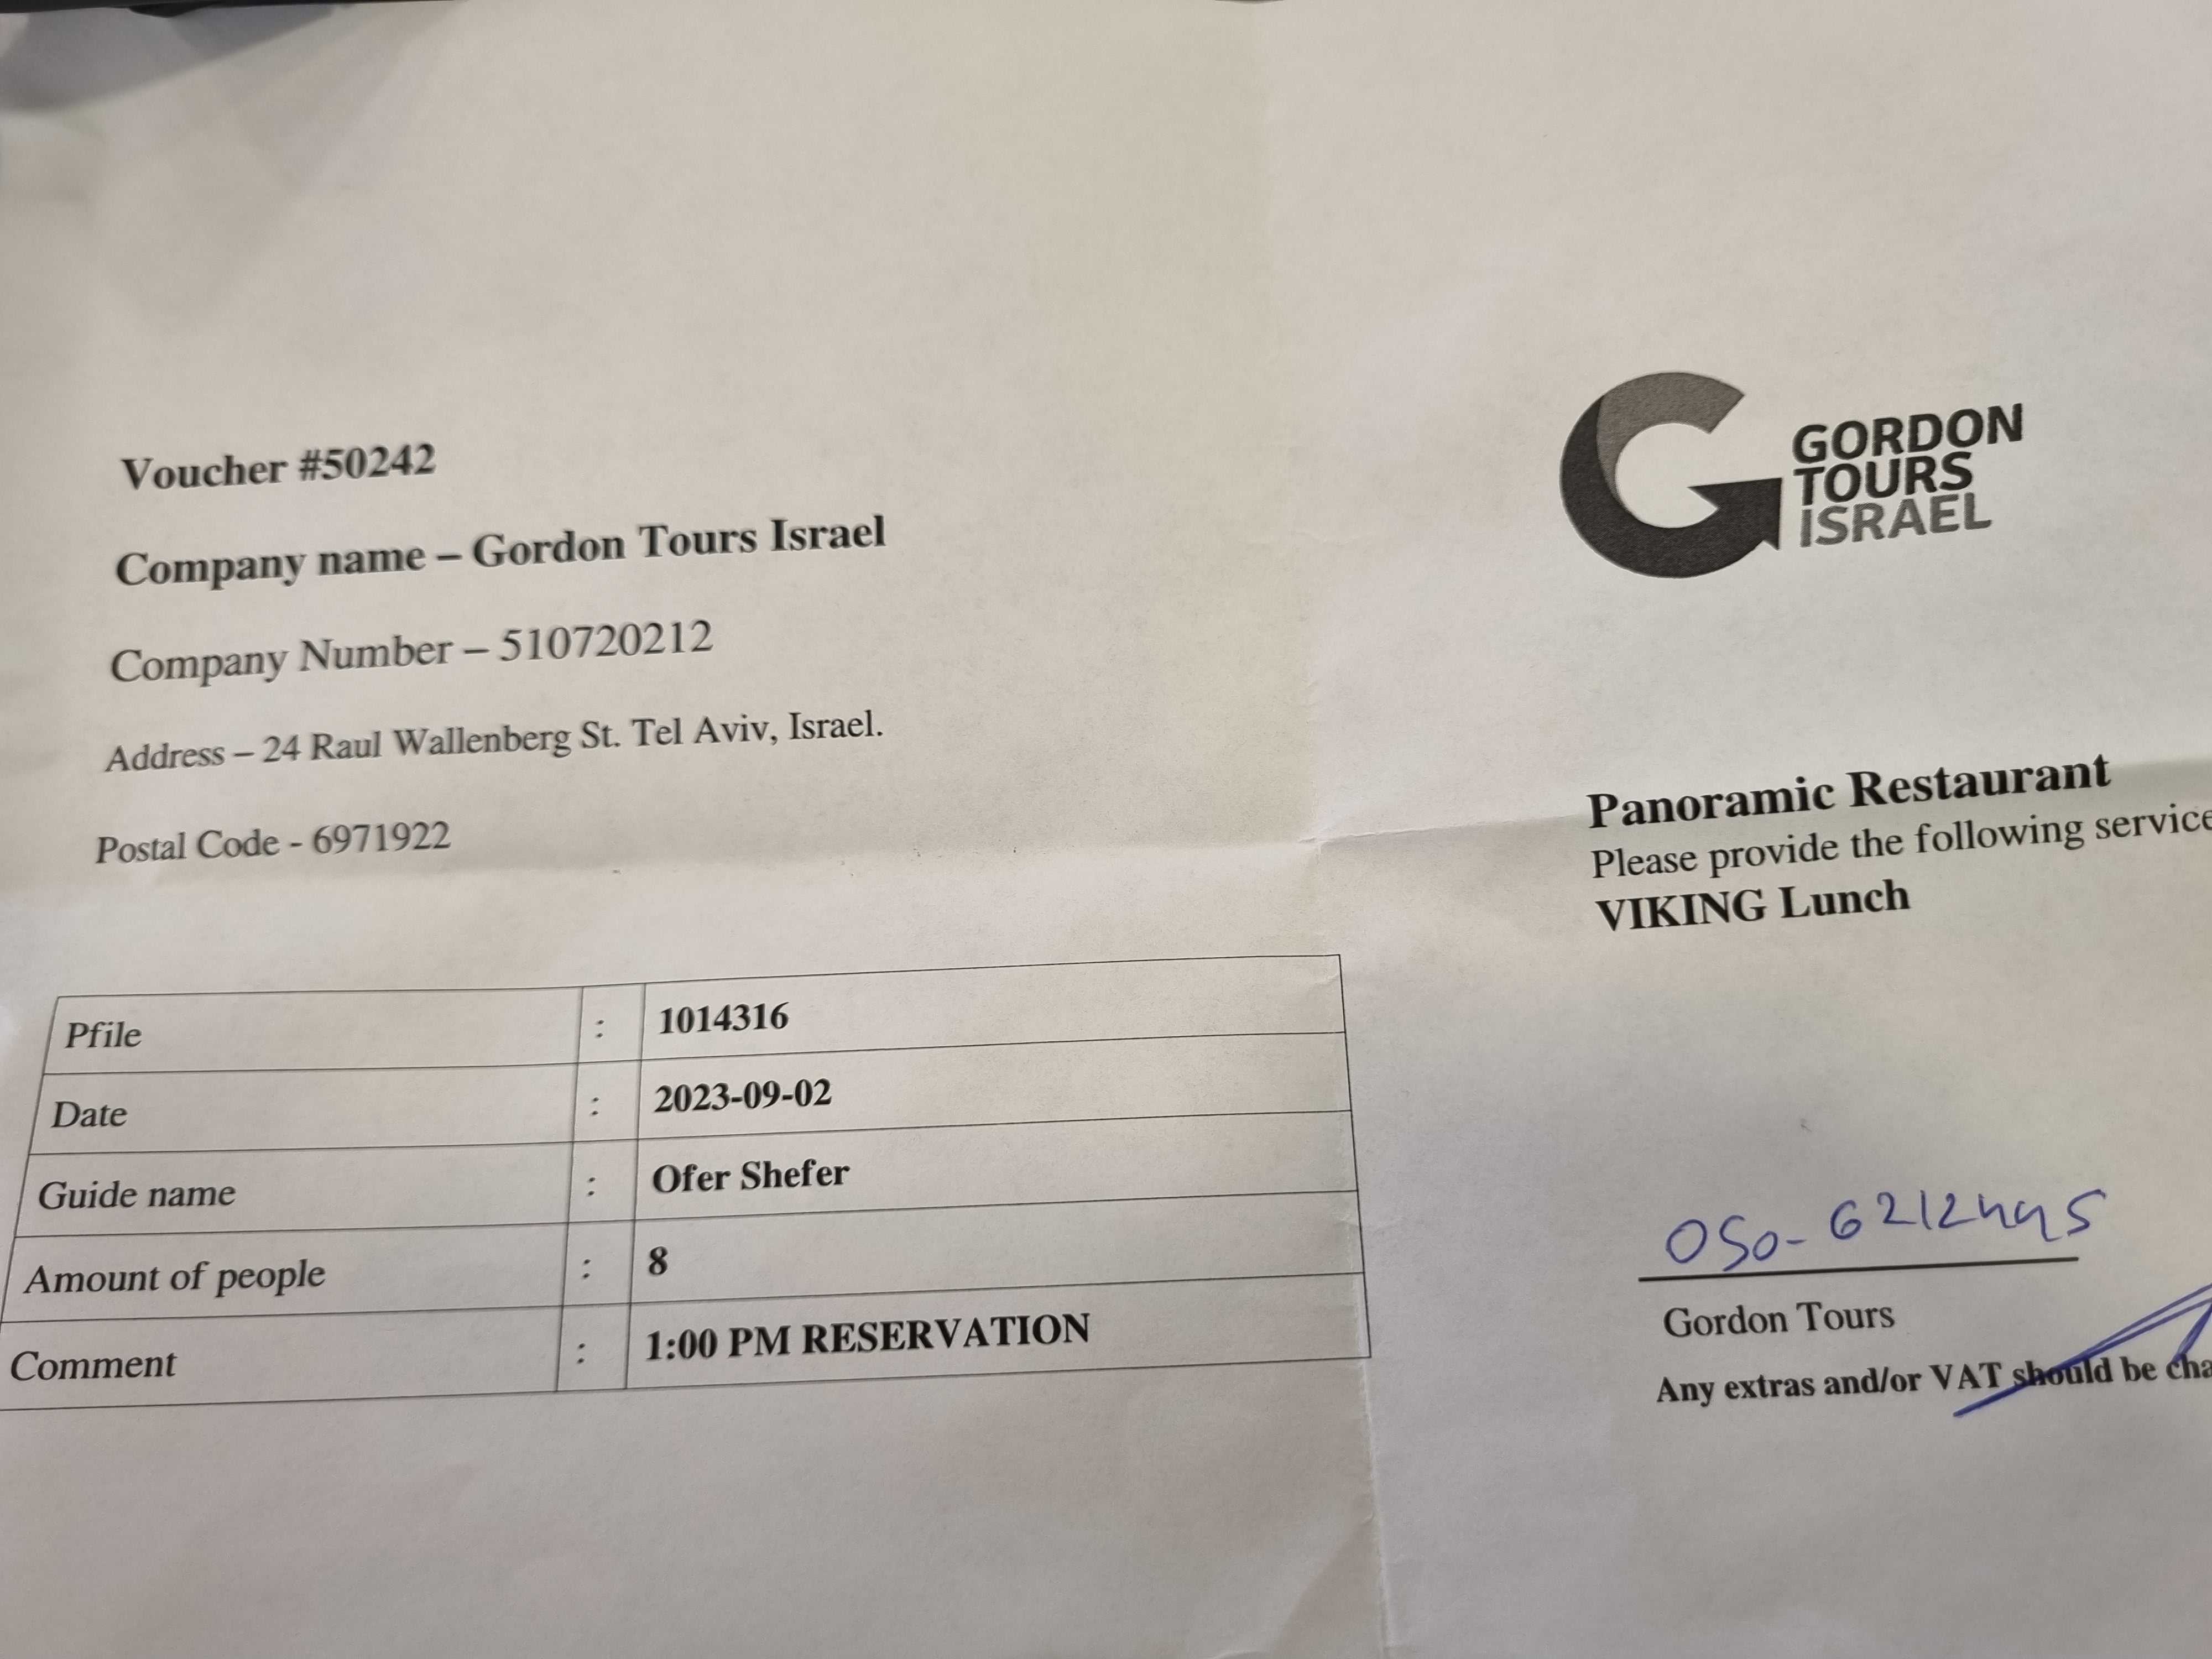 Voucher #50242
Company name – Gordon Tours Israel
Company Number – 510720212
Address – 24 Raul Wallenberg St. Tel Aviv, Israel.
Postal Code - 6971922
GORDON
TOURS
ISRAEL
Panoramic Restaurant
Please provide the following service
VIKING Lunch
Pfile : 1014316
Date : 2023-09-02
Guide name : Ofer Shefer
Amount of people : 8
Comment : 1:00 PM RESERVATION
050-
Gordon Tours
Any extras and/or VAT should be cha